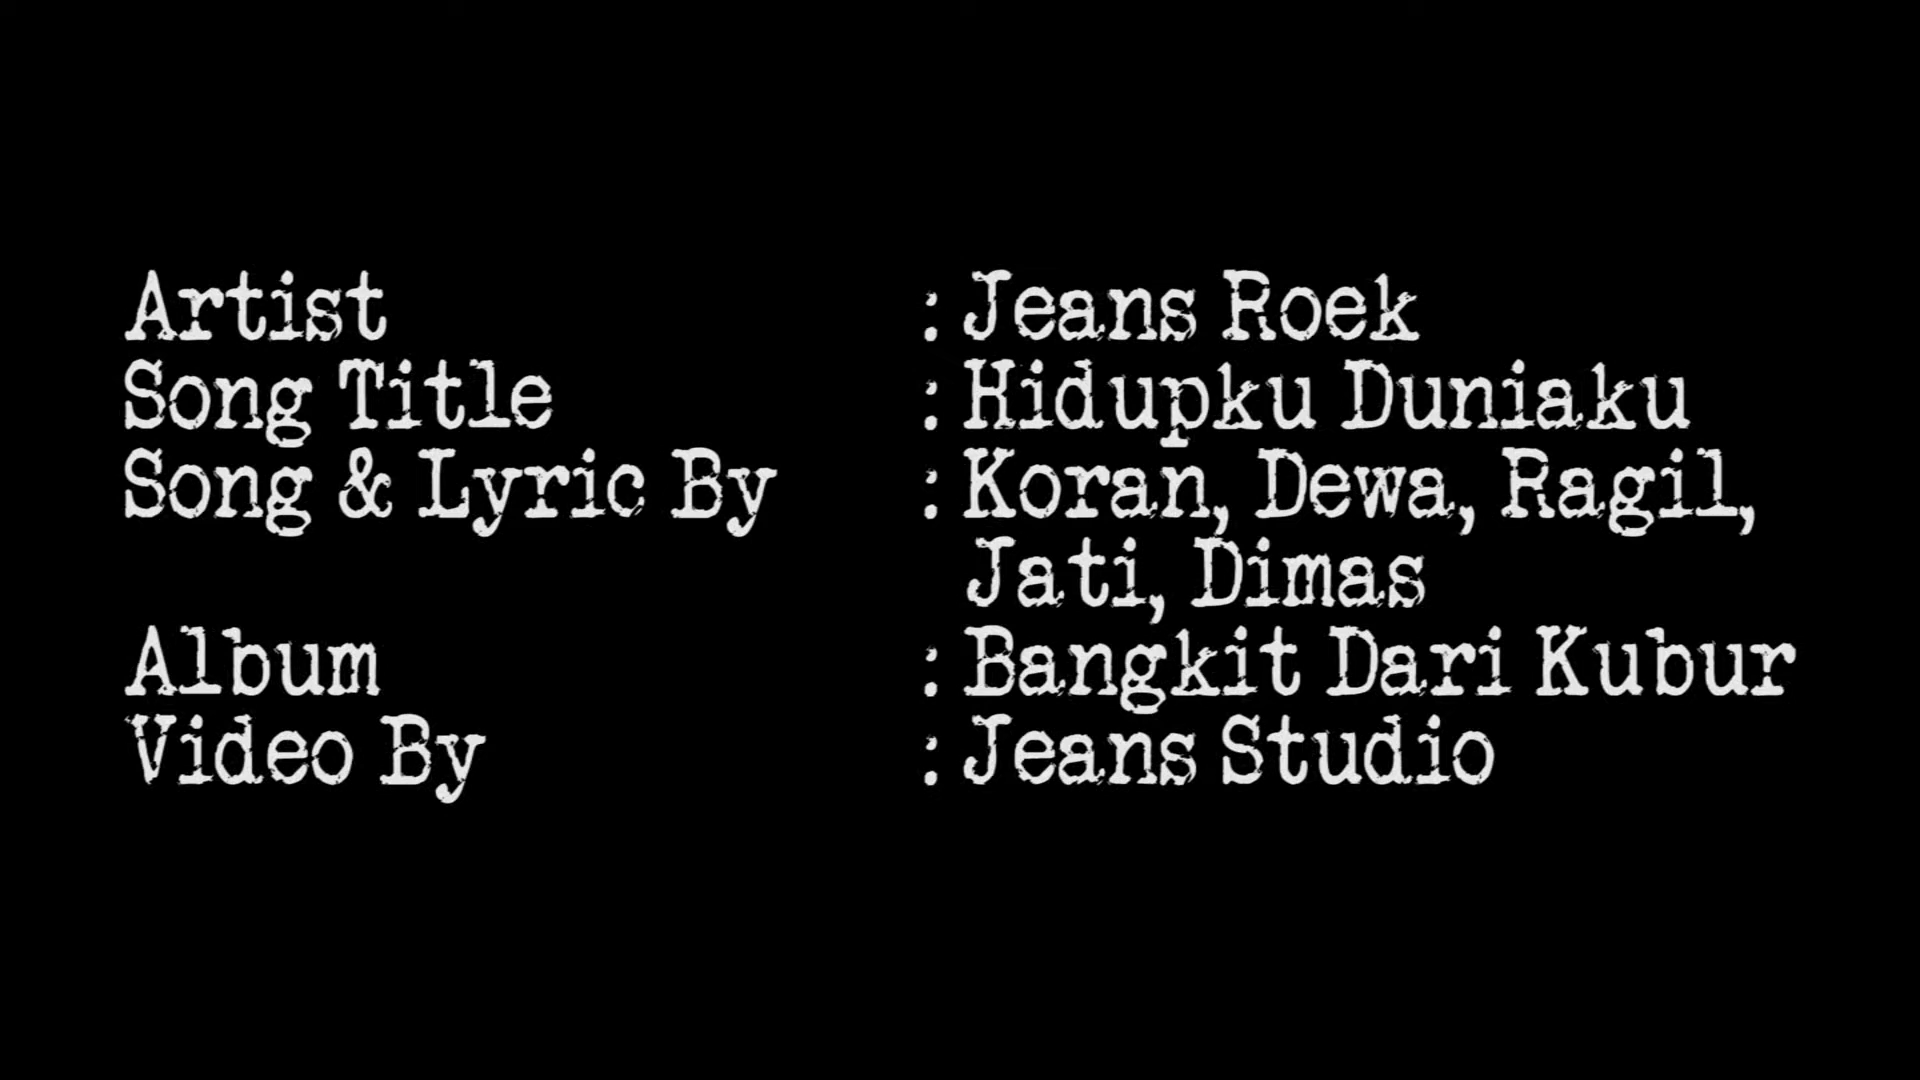 Artist : Jeans Roek
Song Title : Hidupku Duniaku
Song & Lyric By : Koran, Dewa, Ragil,
Jati, Dimas
Album : Bangkit Dari Kubur
Video By : Jeans Studio